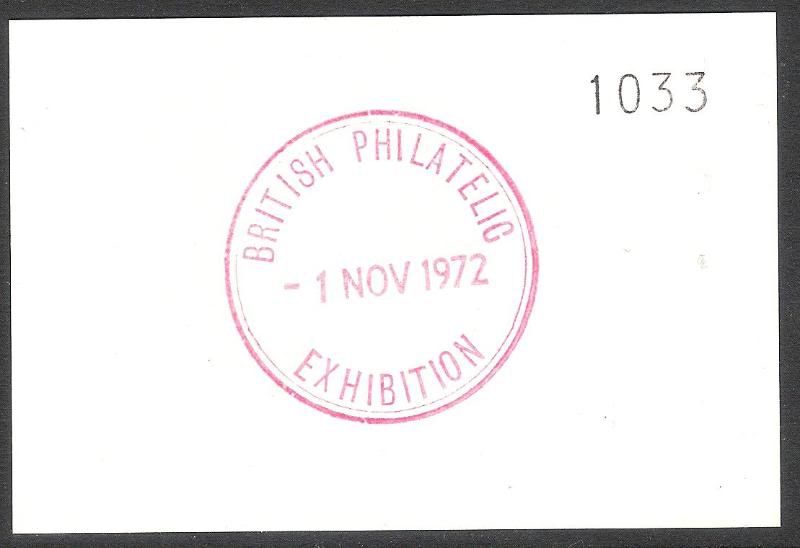 1033
BRITISH PHILATELIC
- 1 NOV 1972
EXHIBITION